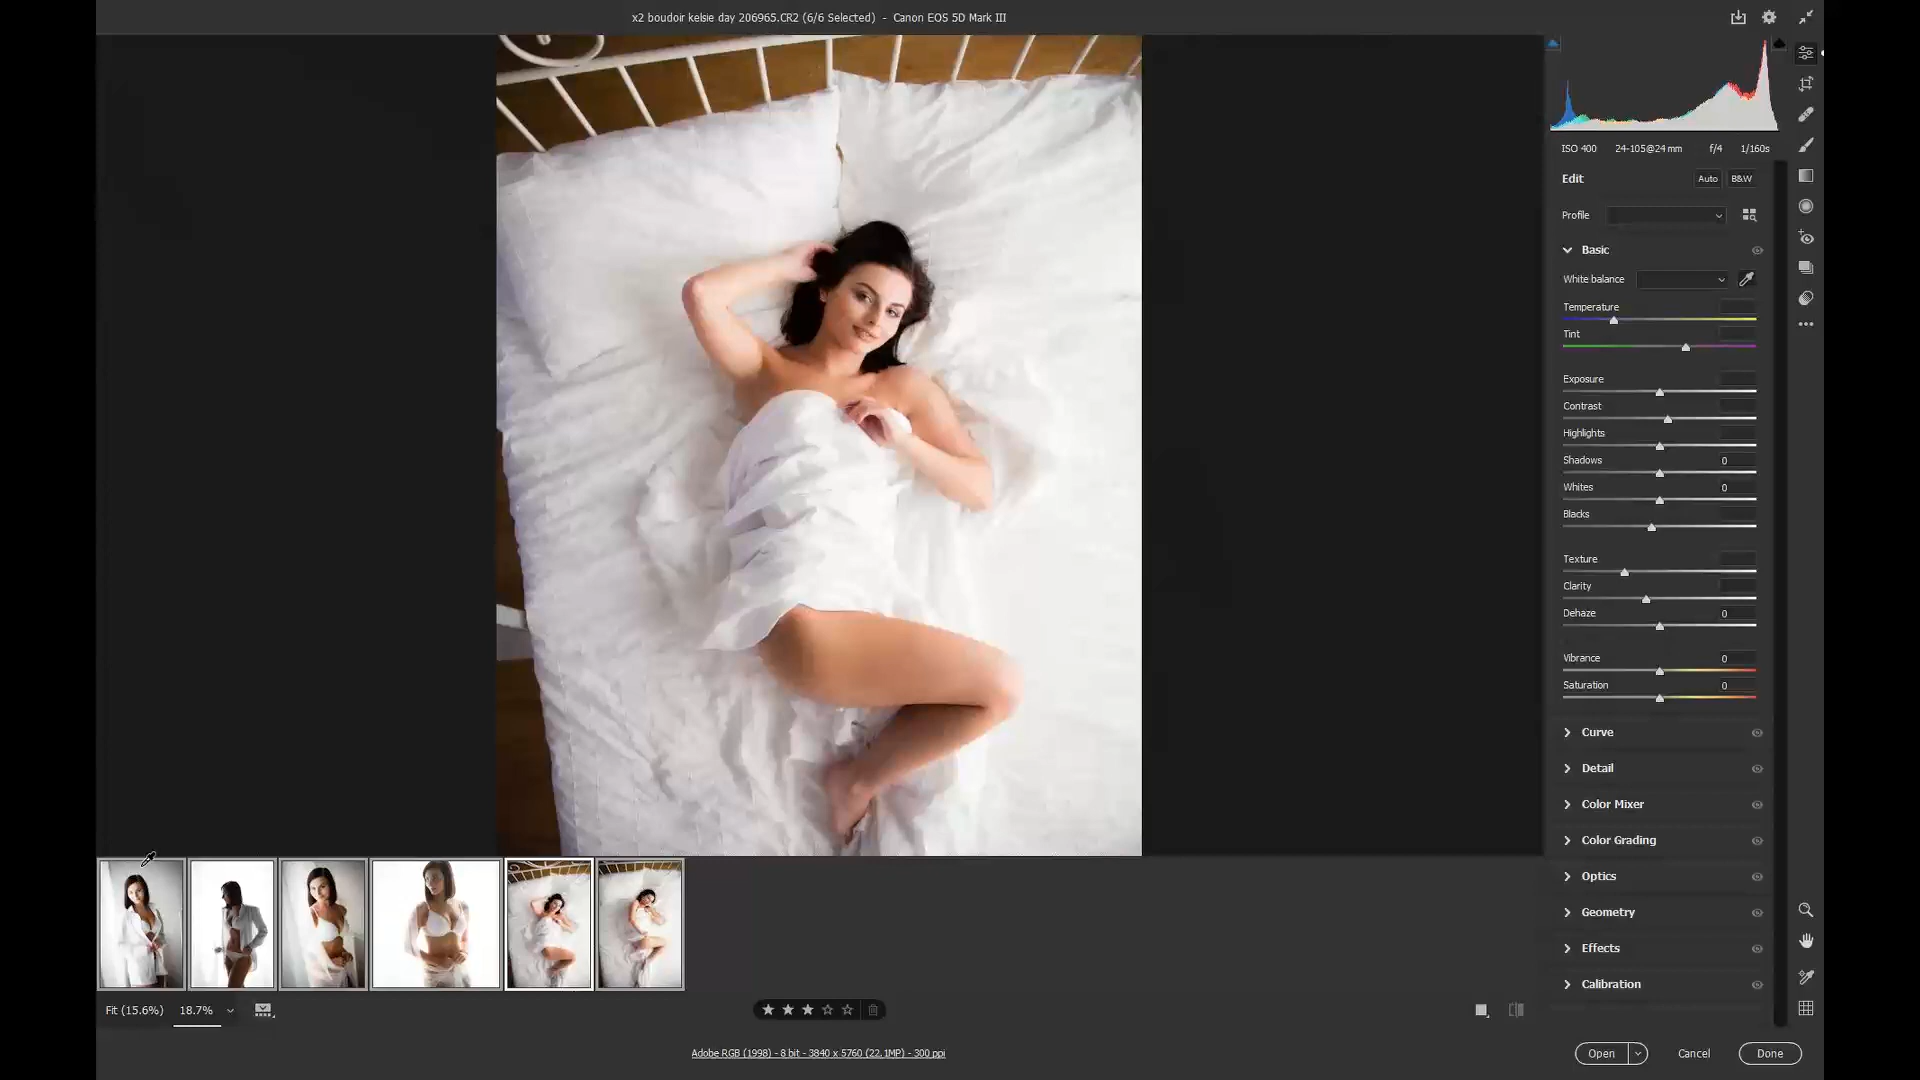 x2 boudoir kelsie day 206965.CR2 (6/6 Selected) - Canon EOS 5D Mark III
ISO 400 24-105@24 mm f/4 1/160s
Edit Auto B&W
Profile
Basic
White balance
Temperature
Tint
Exposure
Contrast
Highlights
Shadows 0
Whites 0
Blacks
Texture
Clarity
Dehaze 0
Vibrance 0
Saturation 0
Curve
Detail
Color Mixer
Color Grading
Optics
Geometry
Effects
Calibration
Fit (15.6%) 18.7%
Adobe RGB (1998) - 8 bit - 3840 x 5760 (22.1MP) - 300 ppi
Open Cancel Done